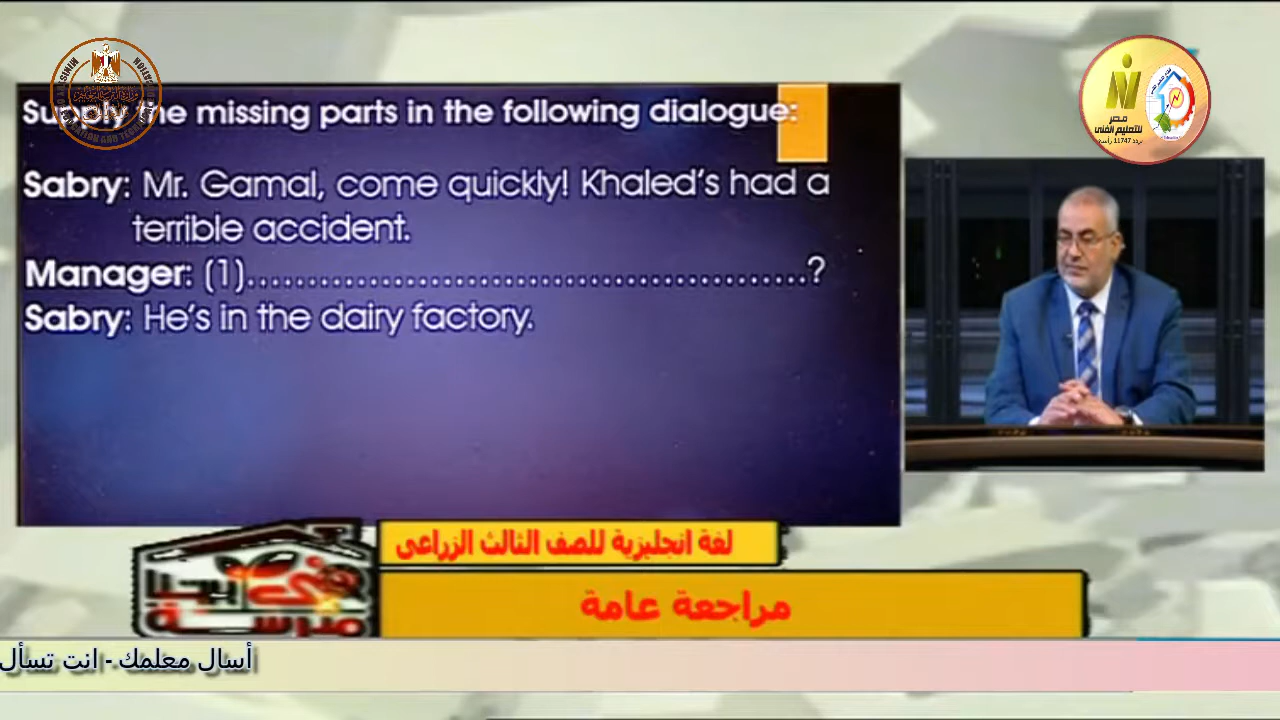 Supply the missing parts in the following dialogue:
Sabry: Mr. Gamal, come quickly! Khaled's had a
terrible accident.
Manager: (1)..............................................?
Sabry: He's in the dairy factory.
مصر
للتعليم الفنى
لغة انجليزية للصف الثالث الزراعى
مراجعة عامة
أسال معلمك - انت تسأل